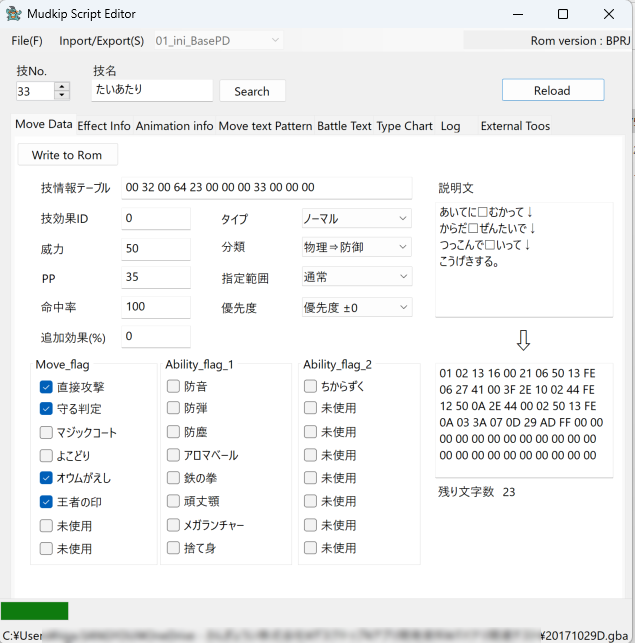 Mudkip Script Editor
File(F) Inport/Export(S) 01_ini_BasePD Rom version : BPRJ
技No. 技名
33 たいあたり Search Reload
Move Data Effect Info Animation info Move text Pattern Battle Text Type Chart Log External Toos
Write to Rom
技情報テーブル 00 32 00 64 23 00 00 00 33 00 00 00 説明文
技効果ID 0 タイプ ノーマル
威力 50 分類 物理⇒防御
PP 35 指定範囲 通常
命中率 100 優先度 優先度 ±0
追加効果(%) 0
あいてに□むかって↓
からだ□ぜんたいで↓
つっこんで□いって↓
こうげきする。
⇩
Move_flag Ability_flag_1 Ability_flag_2
直接攻撃 防音 ちからずく
守る判定 防弾 未使用
マジックコート 防塵 未使用
よこどり アロマベール 未使用
オウムがえし 鉄の拳 未使用
王者の印 頑丈顎 未使用
未使用 メガランチャー 未使用
未使用 捨て身 未使用
01 02 13 16 00 21 06 50 13 FE
06 27 41 00 3F 2E 10 02 44 FE
12 50 0A 2E 44 00 02 50 13 FE
0A 03 3A 07 0D 29 AD FF 00 00
00 00 00 00 00 00 00 00 00 00
00 00 00 00 00 00 00 00 00 00
残り文字数 23
C:¥User ¥20171029D.gba